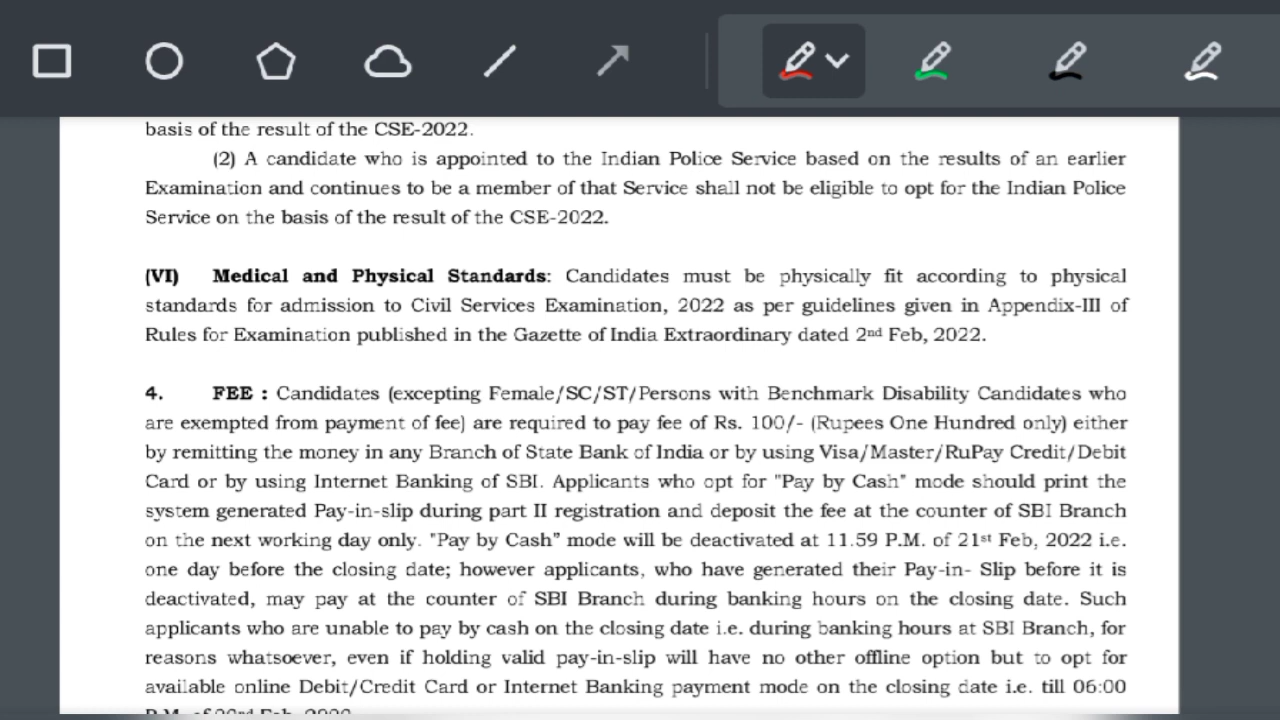 basis of the result of the CSE-2022.
(2) A candidate who is appointed to the Indian Police Service based on the results of an earlier
Examination and continues to be a member of that Service shall not be eligible to opt for the Indian Police
Service on the basis of the result of the CSE-2022.
(VI) Medical and Physical Standards: Candidates must be physically fit according to physical
standards for admission to Civil Services Examination, 2022 as per guidelines given in Appendix-III of
Rules for Examination published in the Gazette of India Extraordinary dated 2nd Feb, 2022.
4. FEE : Candidates (excepting Female/SC/ST/Persons with Benchmark Disability Candidates who
are exempted from payment of fee) are required to pay fee of Rs. 100/- (Rupees One Hundred only) either
by remitting the money in any Branch of State Bank of India or by using Visa/Master/RuPay Credit/Debit
Card or by using Internet Banking of SBI. Applicants who opt for "Pay by Cash" mode should print the
system generated Pay-in-slip during part II registration and deposit the fee at the counter of SBI Branch
on the next working day only. "Pay by Cash" mode will be deactivated at 11.59 P.M. of 21st Feb, 2022 i.e.
one day before the closing date; however applicants, who have generated their Pay-in- Slip before it is
deactivated, may pay at the counter of SBI Branch during banking hours on the closing date. Such
applicants who are unable to pay by cash on the closing date i.e. during banking hours at SBI Branch, for
reasons whatsoever, even if holding valid pay-in-slip will have no other offline option but to opt for
available online Debit/Credit Card or Internet Banking payment mode on the closing date i.e. till 06:00